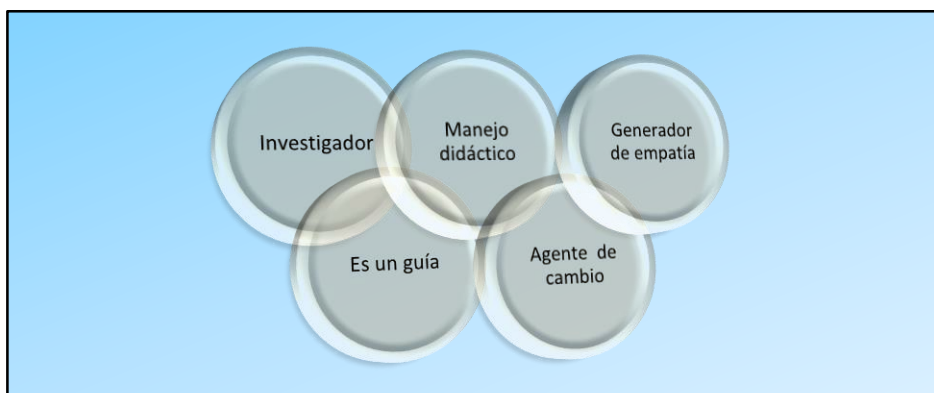 Investigador
Manejo
didáctico
Generador
de empatía
Es un guía
Agente de
cambio